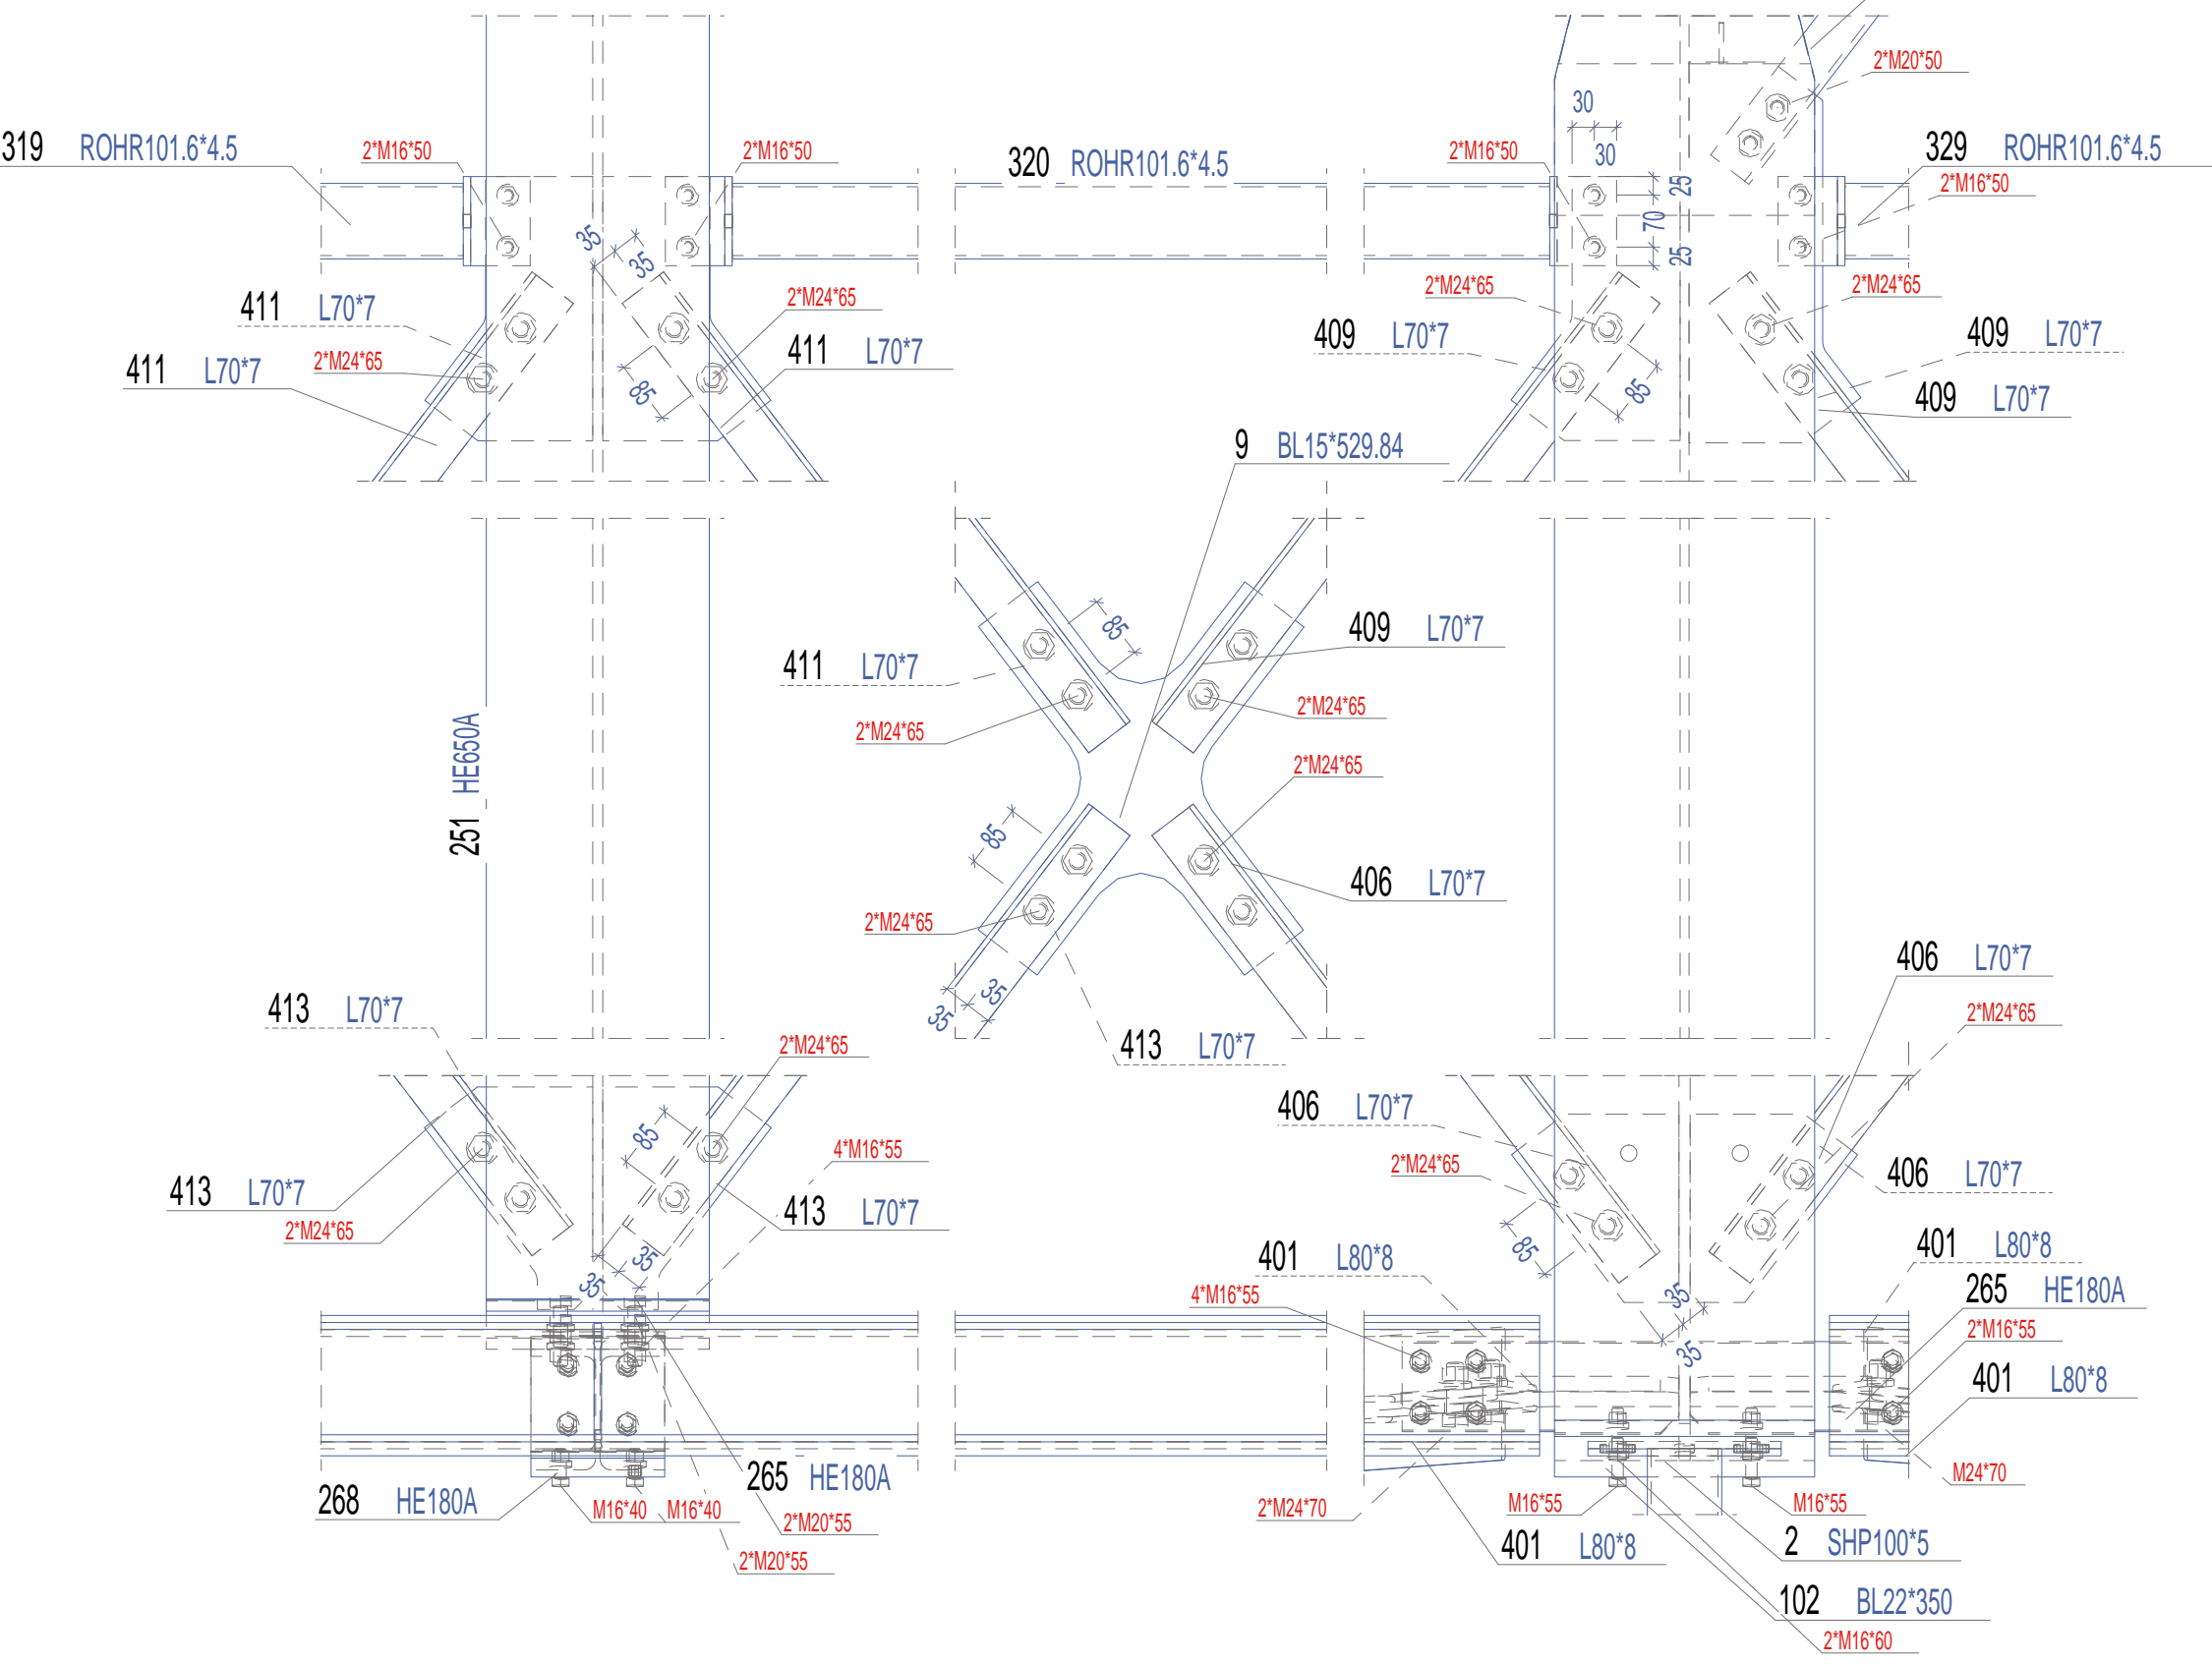 2*M20*50
30
30
319 ROHR101.6*4.5
2*M16*50
2*M16*50
320 ROHR101.6*4.5
2*M16*50
329 ROHR101.6*4.5
2*M16*50
25
70
25
35
35
411 L70*7
2*M24*65
2*M24*65
2*M24*65
411 L70*7
2*M24*65
411 L70*7
409 L70*7
409 L70*7
85
85
409 L70*7
9 BL15*529.84
85
409 L70*7
411 L70*7
2*M24*65
2*M24*65
251 HE650A
2*M24*65
85
406 L70*7
2*M24*65
406 L70*7
35
35
413 L70*7
2*M24*65
2*M24*65
413 L70*7
406 L70*7
85
4*M16*55
2*M24*65
406 L70*7
413 L70*7
413 L70*7
2*M24*65
85
401 L80*8
401 L80*8
35
35
4*M16*55
265 HE180A
35
35
2*M16*55
401 L80*8
268 HE180A
265 HE180A
M24*70
M16*40
M16*40
2*M20*55
2*M24*70
M16*55
M16*55
401 L80*8
2 SHP100*5
2*M20*55
102 BL22*350
2*M16*60